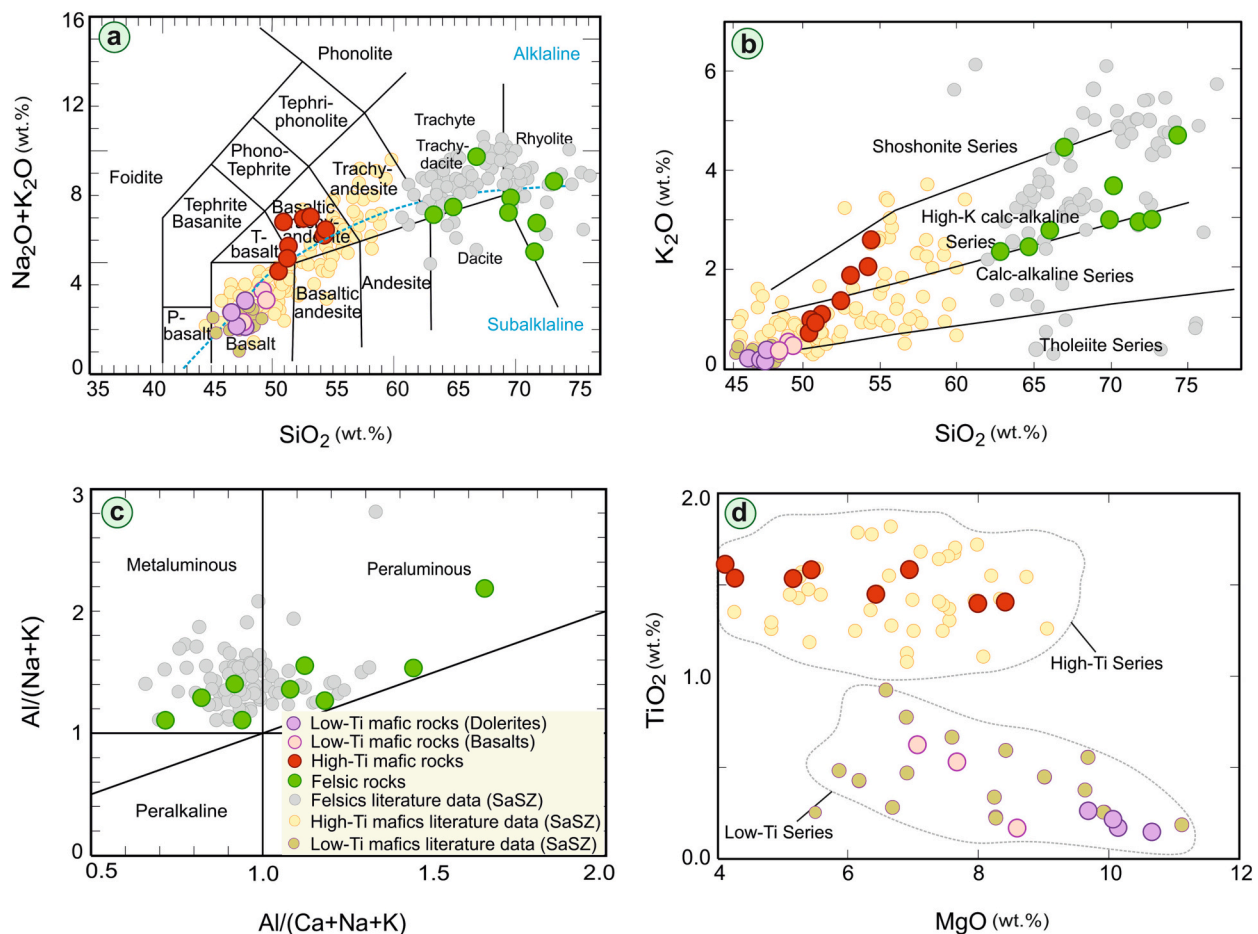 a
16
12
8
4
0
Na2O+K2O (wt.%)
35
41
45
50
55
60
65
70
75
SiO2 (wt.%)
Phonolite
Alklaline
Tephri-
phonolite
Trachyte
Rhyolite
Phono-
Tephrite
Trachy-
dacite
Trachy-
andesite
Foidite
Tephrite
Basanite
Basaltic
trachy-
andesite
T-
basalt
Dacite
Andesite
Basaltic
andesite
P-
basalt
Basalt
Subalklaline
b
6
4
2
0
K2O (wt.%)
45
50
55
60
65
70
75
SiO2 (wt.%)
Shoshonite Series
High-K calc-alkaline
Series
Calc-alkaline Series
Tholeiite Series
c
3
2
1
0
Al/(Na+K)
0.5
1.0
1.5
2.0
Al/(Ca+Na+K)
Metaluminous
Peraluminous
Peralkaline
Low-Ti mafic rocks (Dolerites)
Low-Ti mafic rocks (Basalts)
High-Ti mafic rocks
Felsic rocks
Felsics literature data (SaSZ)
High-Ti mafics literature data (SaSZ)
Low-Ti mafics literature data (SaSZ)
d
2.0
1.0
0.0
TiO2 (wt.%)
4
6
8
10
12
MgO (wt.%)
High-Ti Series
Low-Ti Series